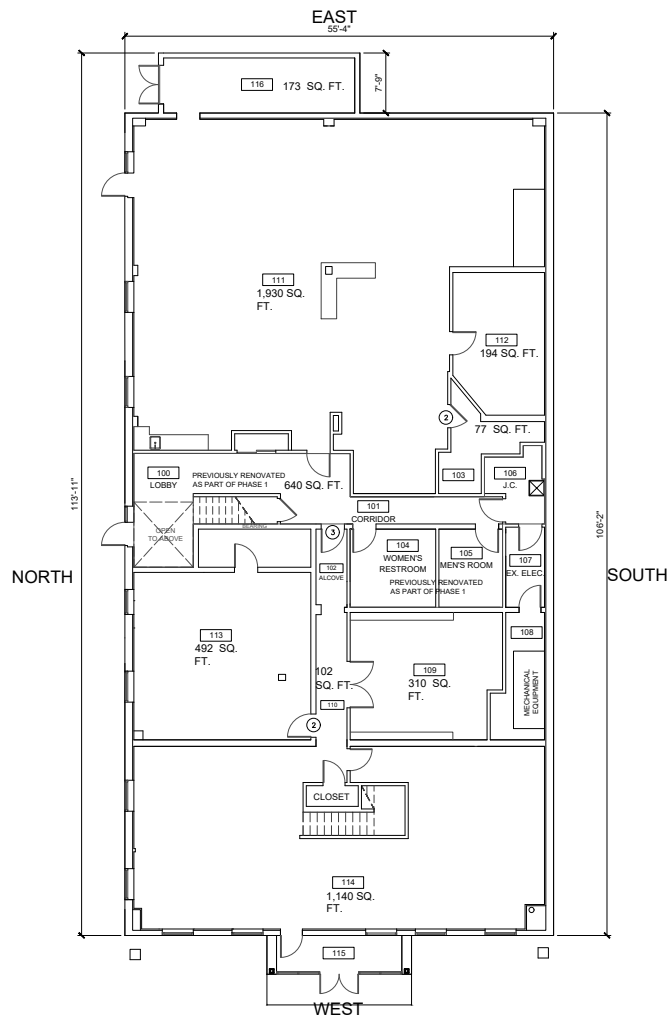 EAST
55'-4"
116 173 SQ. FT.
7'-9"
111
1,930 SQ.
FT.
112
194 SQ. FT.
2
77 SQ. FT.
103
106
J.C.
100
LOBBY
PREVIOUSLY RENOVATED
AS PART OF PHASE 1
640 SQ. FT.
101
CORRIDOR
BEARING
OPEN
TO ABOVE
3
102
ALCOVE
104
WOMEN'S
RESTROOM
105
MEN'S ROOM
PREVIOUSLY RENOVATED
AS PART OF PHASE 1
107
EX. ELEC.
113'-11"
106'-2"
NORTH
SOUTH
113
492 SQ.
FT.
102
SQ. FT.
110
2
109
310 SQ.
FT.
108
MECHANICAL
EQUIPMENT
CLOSET
114
1,140 SQ.
FT.
115
WEST